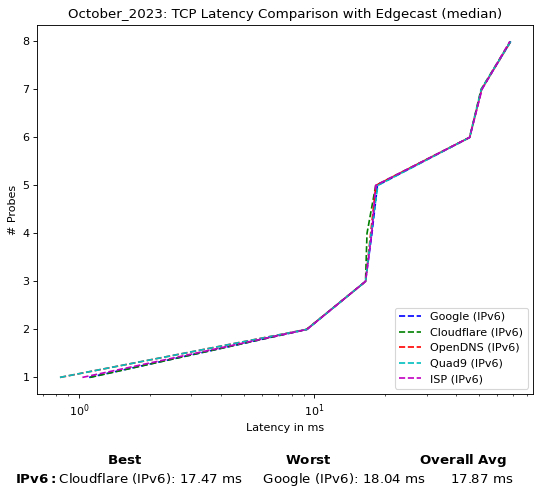 October_2023: TCP Latency Comparison with Edgecast (median)
8
7
6
5
4
3
2
1
# Probes
10⁰
10¹
Latency in ms
Google (IPv6)
Cloudflare (IPv6)
OpenDNS (IPv6)
Quad9 (IPv6)
ISP (IPv6)
Best Worst Overall Avg
IPv6: Cloudflare (IPv6): 17.47 ms Google (IPv6): 18.04 ms 17.87 ms